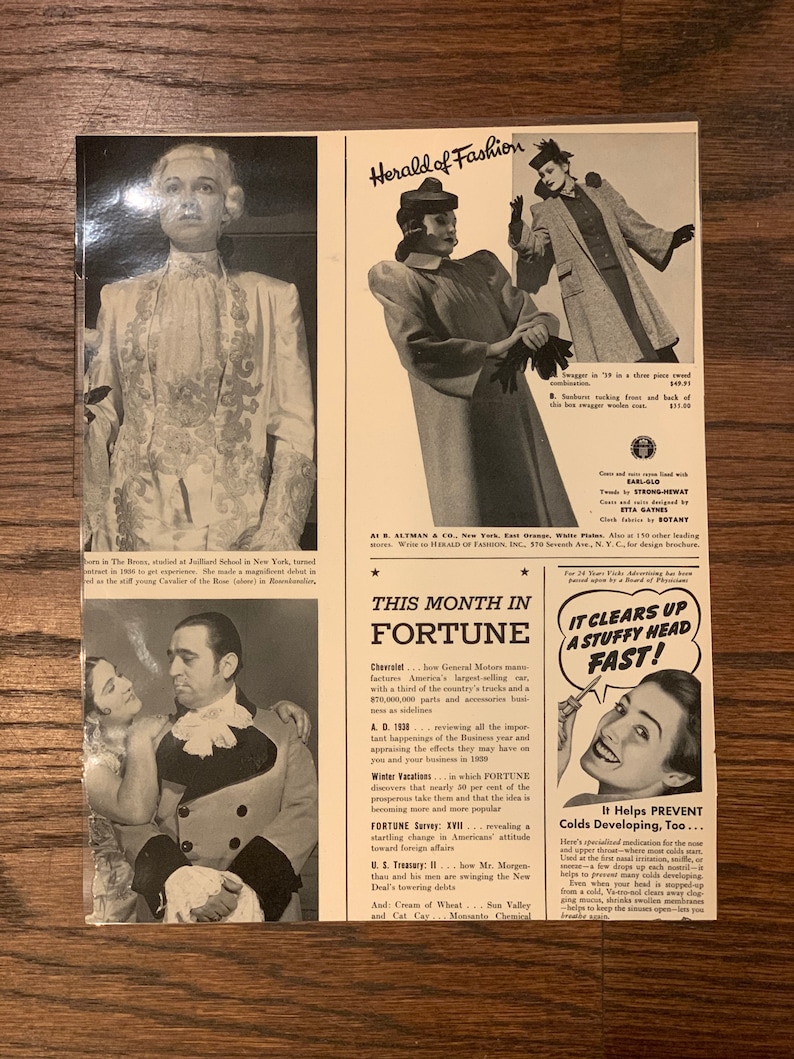 born in The Bronx, studied at Juilliard School in New York, turned
ontract in 1936 to get experience. She made a magnificent debut in
ed as the stiff young Cavalier of the Rose (above) in Rosenkavalier.
Herald of Fashion
Swagger in '39 in a three piece tweed
combination. $49.95
B. Sunburst tucking front and back of
this box swagger woolen coat. $35.00
Coats and suits rayon lined with
EARL-GLO
Tweeds by STRONG-HEWAT
Coats and suits designed by
ETTA GAYNES
Cloth fabrics by BOTANY
At B. ALTMAN & CO., New York, East Orange, White Plains. Also at 150 other leading
stores. Write to HERALD OF FASHION, INC., 570 Seventh Ave., N. Y. C., for design brochure.
THIS MONTH IN
FORTUNE
Chevrolet . . . how General Motors manu-
factures America's largest-selling car,
with a third of the country's trucks and a
$70,000,000 parts and accessories busi-
ness as sidelines
A. D. 1938 . . . reviewing all the impor-
tant happenings of the Business year and
appraising the effects they may have on
you and your business in 1939
Winter Vacations . . . in which FORTUNE
discovers that nearly 50 per cent of the
prosperous take them and that the idea is
becoming more and more popular
FORTUNE Survey: XVII . . . revealing a
startling change in Americans' attitude
toward foreign affairs
U. S. Treasury: II . . . how Mr. Morgen-
thau and his men are swinging the New
Deal's towering debts
And: Cream of Wheat . . . Sun Valley
and Cat Cay . . . Monsanto Chemical
For 24 Years Vicks Advertising has been
passed upon by a Board of Physicians
IT CLEARS UP
A STUFFY HEAD
FAST!
It Helps PREVENT
Colds Developing, Too . . .
Here's specialized medication for the nose
and upper throat—where most colds start.
Used at the first nasal irritation, sniffle, or
sneeze—a few drops up each nostril—it
helps to prevent many colds developing.
Even when your head is stopped-up
from a cold, Va-tro-nol clears away clog-
ging mucus, shrinks swollen membranes
—helps to keep the sinuses open—lets you
breathe again.